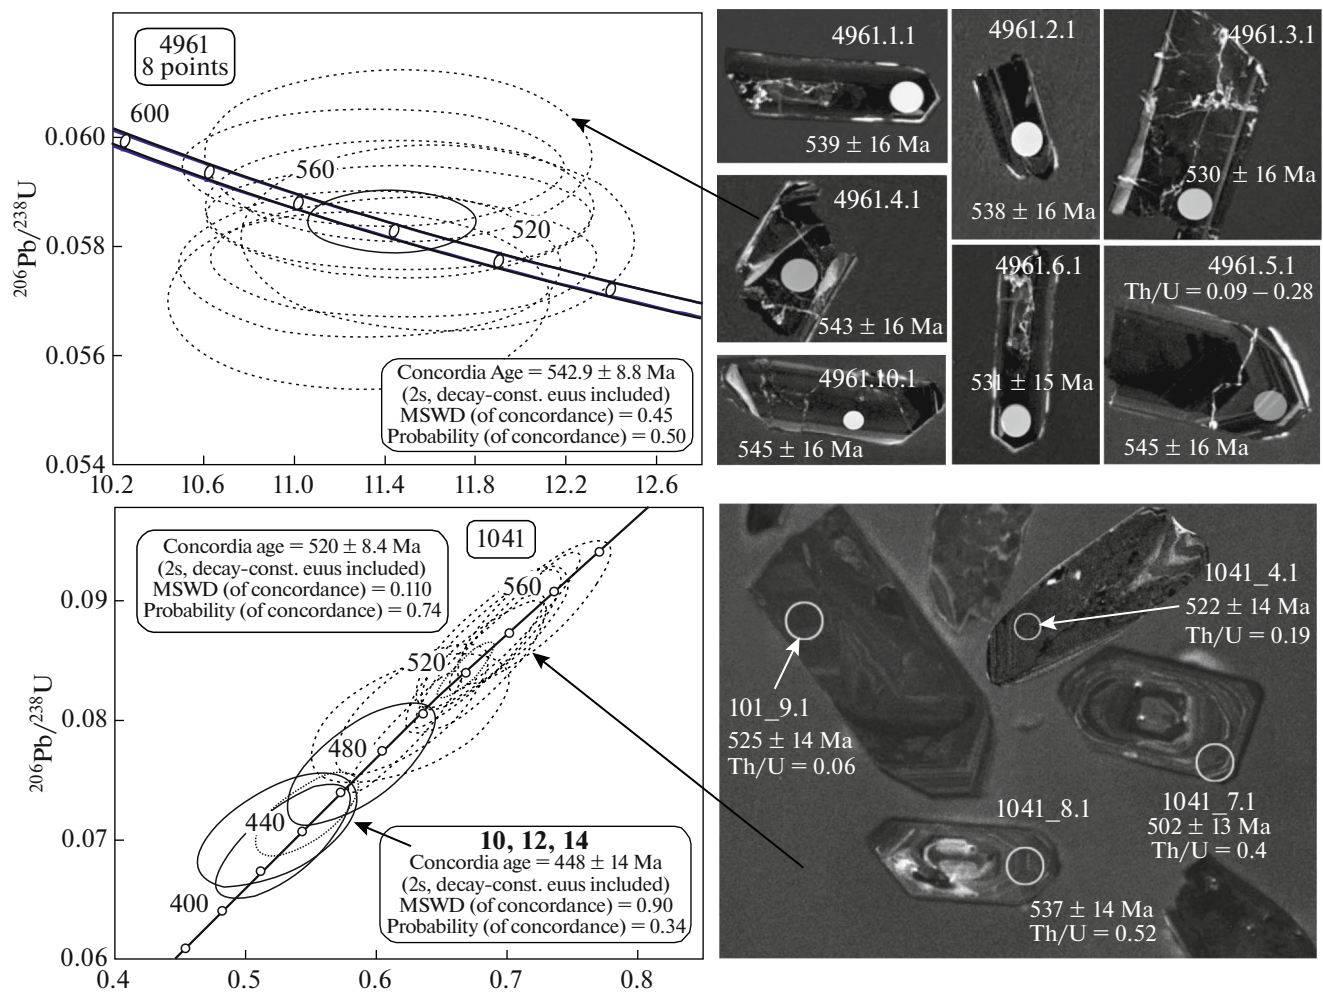 4961
8 points
600
560
520
0.060
0.058
0.056
0.054
206Pb/238U
Concordia Age = 542.9 ± 8.8 Ma
(2s, decay-const. euus included)
MSWD (of concordance) = 0.45
Probability (of concordance) = 0.50
10.2 10.6 11.0 11.4 11.8 12.2 12.6
4961.1.1
539 ± 16 Ma
4961.2.1
538 ± 16 Ma
4961.3.1
530 ± 16 Ma
4961.4.1
543 ± 16 Ma
4961.6.1
531 ± 15 Ma
4961.5.1
Th/U = 0.09 – 0.28
545 ± 16 Ma
4961.10.1
545 ± 16 Ma
Concordia age = 520 ± 8.4 Ma
(2s, decay-const. euus included)
MSWD (of concordance) = 0.110
Probability (of concordance) = 0.74
1041
560
520
480
440
400
0.09
0.08
0.07
0.06
206Pb/238U
10, 12, 14
Concordia age = 448 ± 14 Ma
(2s, decay-const. euus included)
MSWD (of concordance) = 0.90
Probability (of concordance) = 0.34
0.4 0.5 0.6 0.7 0.8
1041_4.1
522 ± 14 Ma
Th/U = 0.19
101_9.1
525 ± 14 Ma
Th/U = 0.06
1041_7.1
502 ± 13 Ma
Th/U = 0.4
1041_8.1
537 ± 14 Ma
Th/U = 0.52